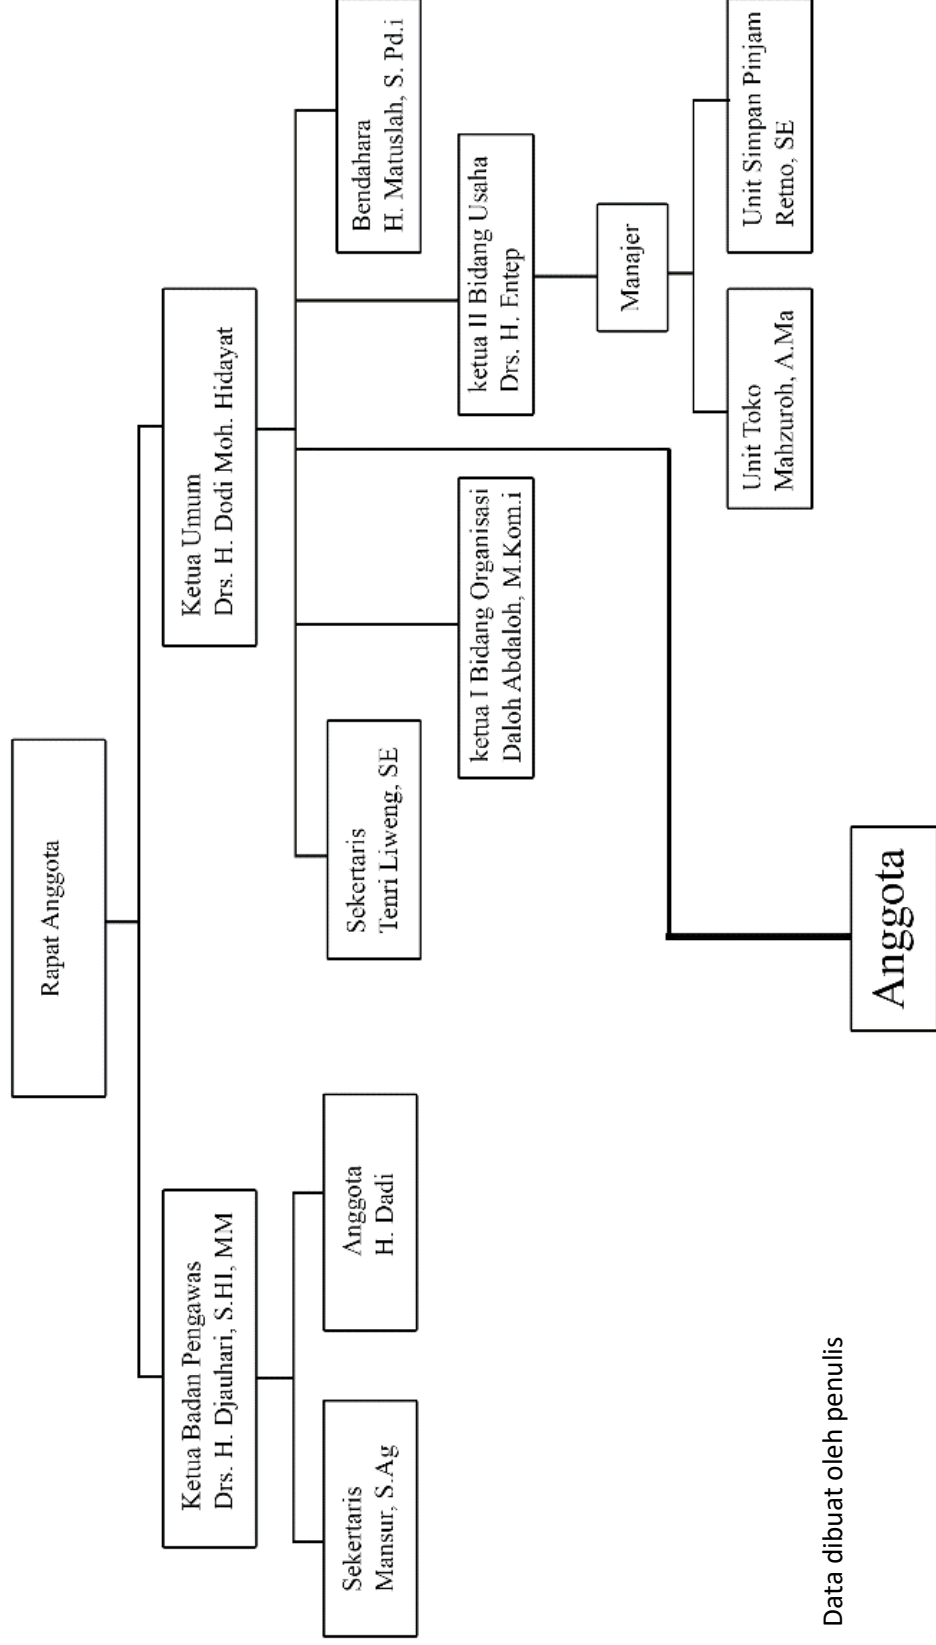 Rapat Anggota
Ketua Badan Pengawas
Drs. H. Djauhari, S.HI, MM
Ketua Umum
Drs. H. Dodi Moh. Hidayat
Sekertaris
Mansur, S.Ag
Anggota
H. Dadi
Sekertaris
Tenri Liweng, SE
Bendahara
H. Matuslah, S. Pd.i
ketua I Bidang Organisasi
Daloh Abdaloh, M.Kom.i
ketua II Bidang Usaha
Drs. H. Entep
Manajer
Unit Toko
Mahzuroh, A.Ma
Unit Simpan Pinjam
Retno, SE
Anggota
Data dibuat oleh penulis